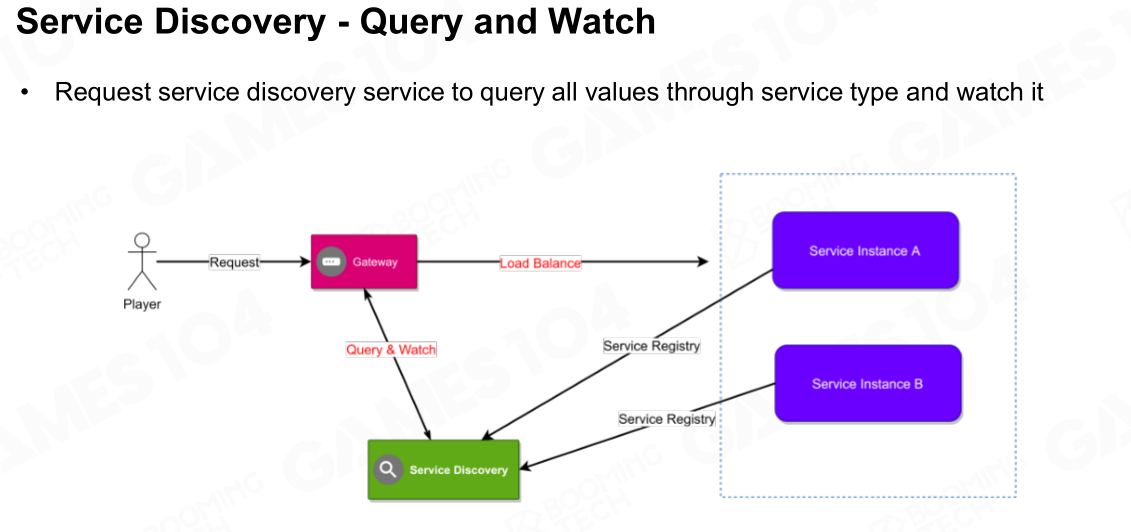 Service Discovery - Query and Watch
• Request service discovery service to query all values through service type and watch it
Service Instance A
Request
Gateway
Load Balance
Player
Query & Watch
Service Registry
Service Instance B
Service Registry
Service Discovery
GAMES104
BOOMING
TECH